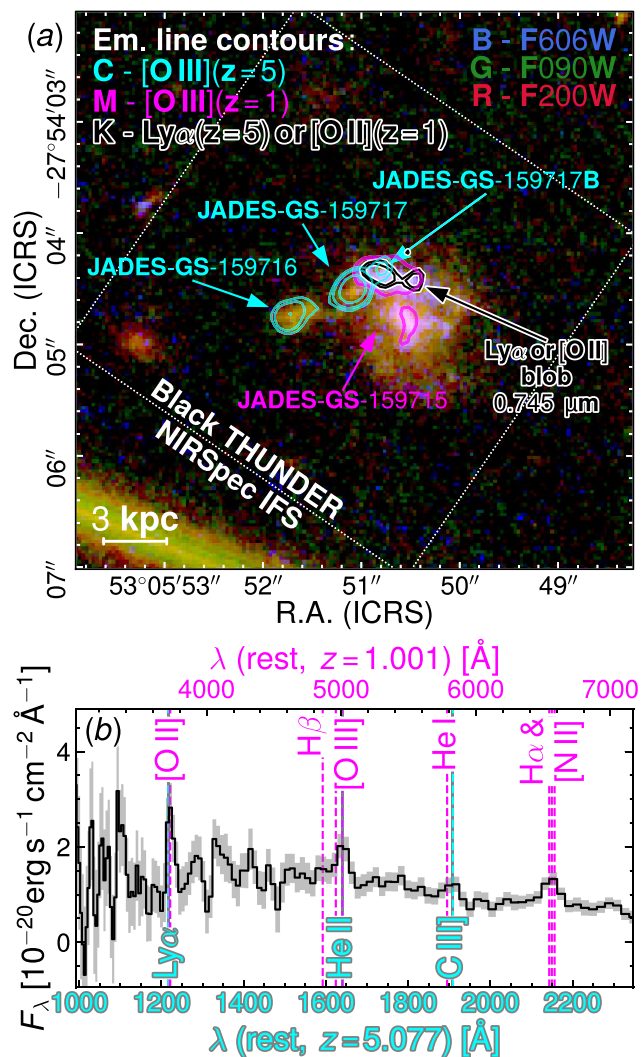 (a)
Em. line contours :
C - [O III](z=5)
M - [O III](z=1)
K - Lyα(z=5) or [O II](z=1)
B - F606W
G - F090W
R - F200W
JADES-GS-159717B
JADES-GS-159717
JADES-GS-159716
JADES-GS-159715
Lyα or [O II]
blob
0.745 μm
Black THUNDER
NIRSpec IFS
3 kpc
Dec. (ICRS)
−27°54′03″
04″
05″
06″
07″
53°05′53″ 52″ 51″ 50″ 49″
R.A. (ICRS)
λ (rest, z = 1.001) [Å]
4000 5000 6000 7000
(b)
[O II]
Hβ
[O III]
He I
Hα &
[N II]
Lyα
He II
C III]
4
2
0
Fλ [10⁻²⁰erg s⁻¹ cm⁻² Å⁻¹]
1000 1200 1400 1600 1800 2000 2200
λ (rest, z = 5.077) [Å]